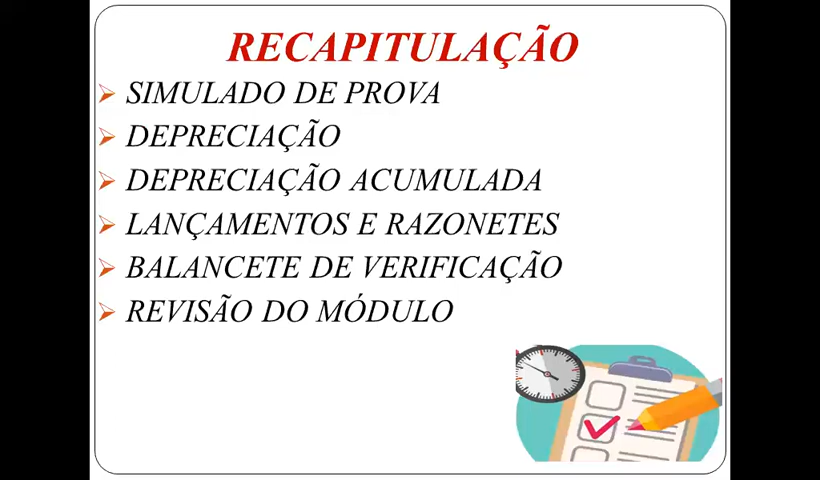 RECAPITULAÇÃO
SIMULADO DE PROVA
DEPRECIAÇÃO
DEPRECIAÇÃO ACUMULADA
LANÇAMENTOS E RAZONETES
BALANCETE DE VERIFICAÇÃO
REVISÃO DO MÓDULO